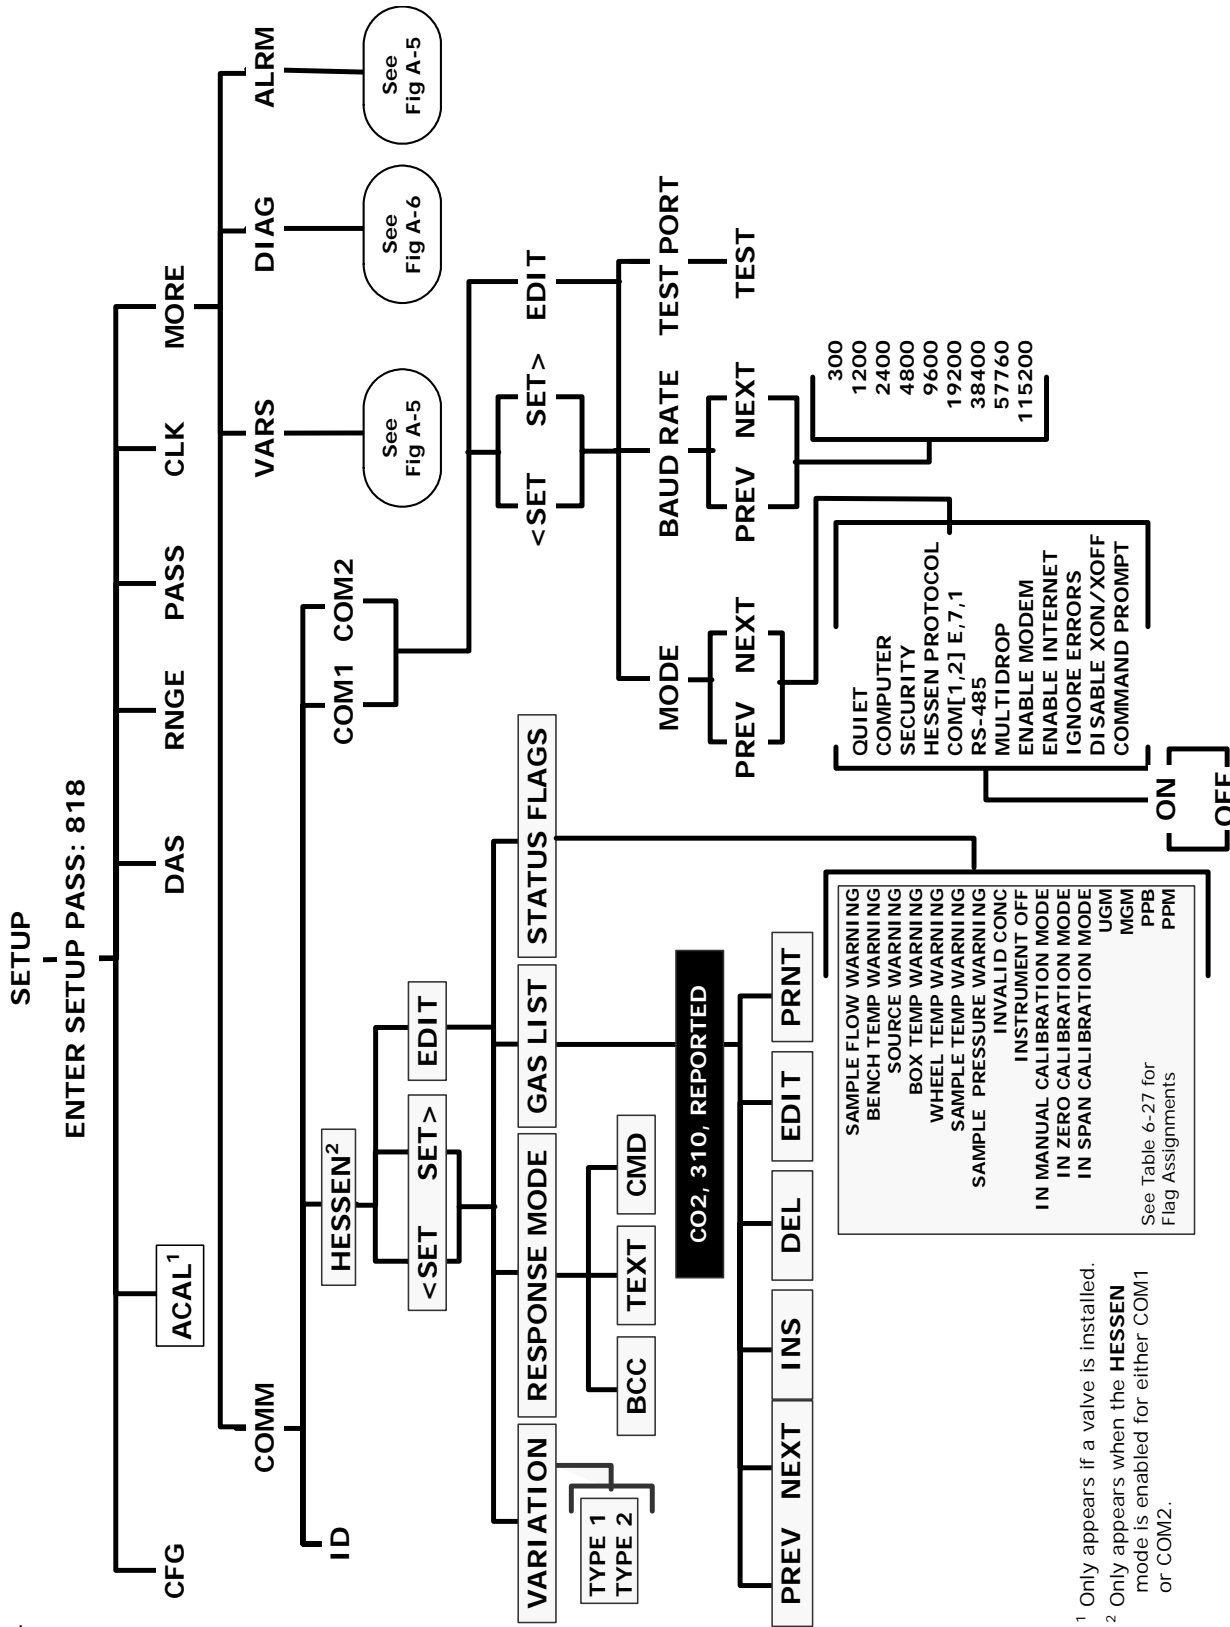 SETUP
ENTER SETUP PASS: 818
CFG
ACAL1
DAS
RNGE
PASS
CLK
MORE
COMM
VARS
DIAG
ALRM
See
Fig A-5
See
Fig A-6
See
Fig A-5
ID
HESSEN2
COM1
COM2
<SET
SET>
EDIT
<SET
SET>
EDIT
VARIATION
RESPONSE MODE
GAS LIST
STATUS FLAGS
TYPE 1
TYPE 2
BCC
TEXT
CMD
CO2, 310, REPORTED
PREV
NEXT
INS
DEL
EDIT
PRNT
MODE
BAUD RATE
TEST PORT
PREV
NEXT
PREV
NEXT
TEST
300
1200
2400
4800
9600
19200
38400
57760
115200
QUIET
COMPUTER
SECURITY
HESSEN PROTOCOL
COM[1,2] E,7,1
RS-485
MULTIDROP
ENABLE MODEM
ENABLE INTERNET
IGNORE ERRORS
DISABLE XON/XOFF
COMMAND PROMPT
ON
OFF
SAMPLE FLOW WARNING
BENCH TEMP WARNING
SOURCE WARNING
BOX TEMP WARNING
WHEEL TEMP WARNING
SAMPLE TEMP WARNING
SAMPLE PRESSURE WARNING
INVALID CONC
INSTRUMENT OFF
IN MANUAL CALIBRATION MODE
IN ZERO CALIBRATION MODE
IN SPAN CALIBRATION MODE
UGM
MGM
PPB
PPM
See Table 6-27 for
Flag Assignments
1 Only appears if a valve is installed.
2 Only appears when the HESSEN
mode is enabled for either COM1
or COM2.